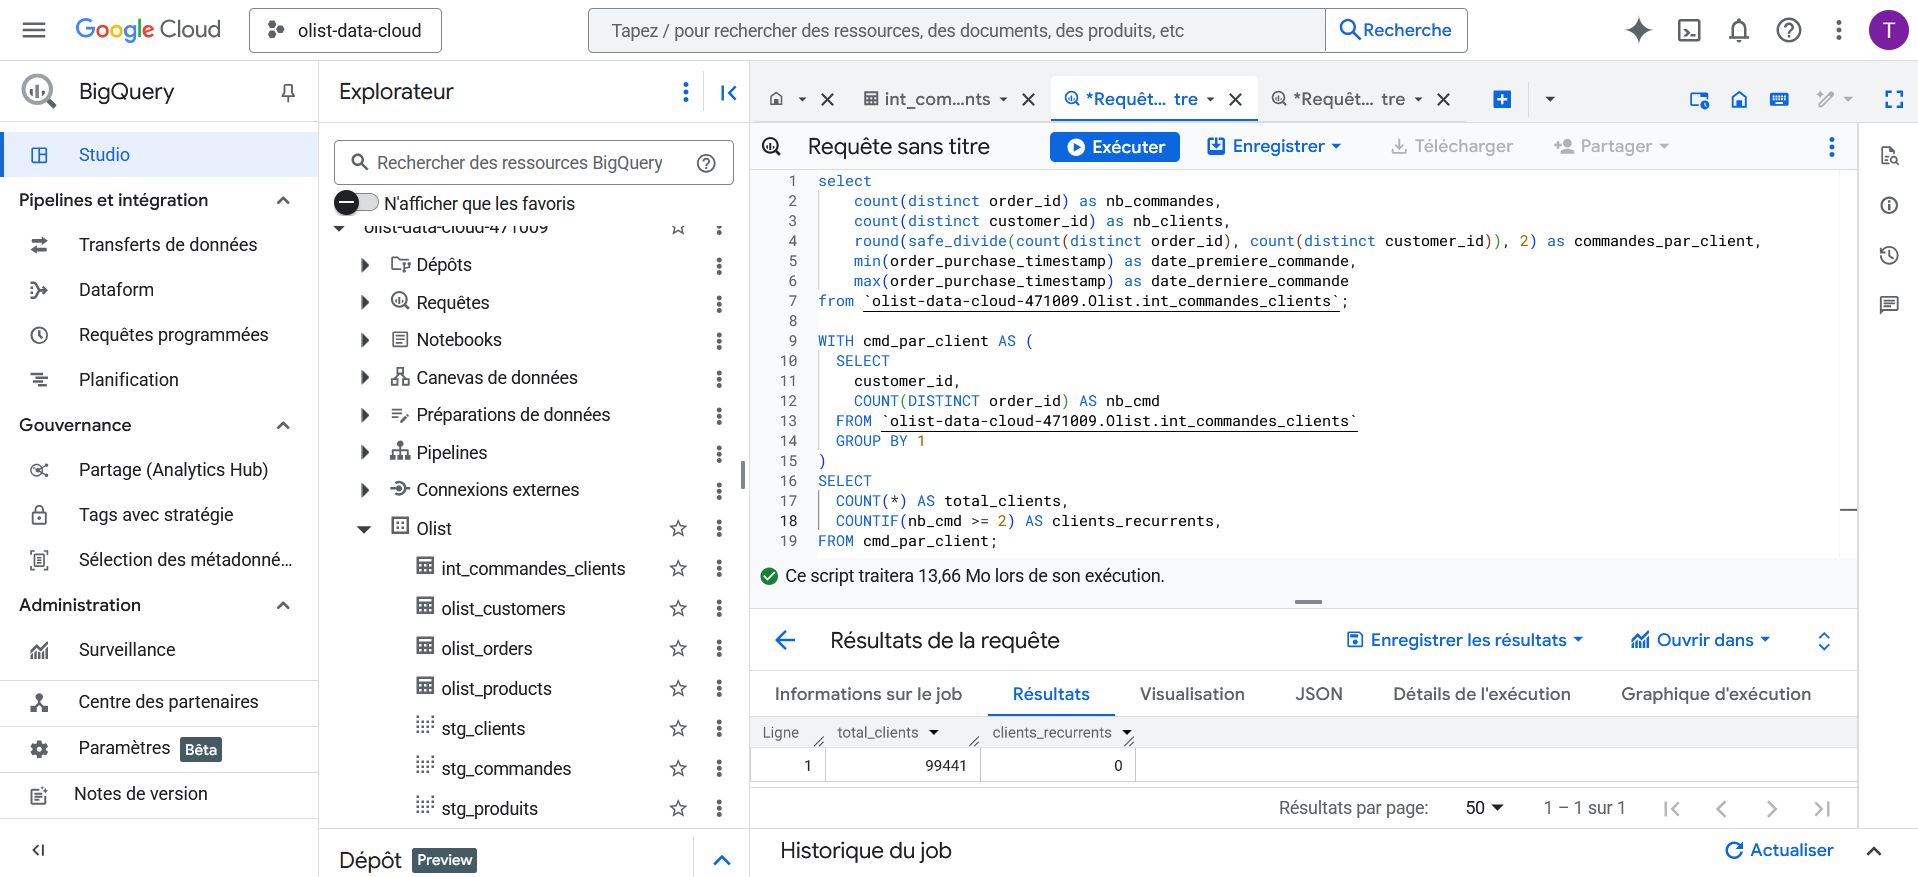 Google Cloud
olist-data-cloud
Tapez / pour rechercher des ressources, des documents, des produits, etc
Recherche
T
BigQuery
Studio
Pipelines et intégration
Transferts de données
Dataform
Requêtes programmées
Planification
Gouvernance
Partage (Analytics Hub)
Tags avec stratégie
Sélection des métadonné...
Administration
Surveillance
Centre des partenaires
Paramètres Bêta
Notes de version
Explorateur
Rechercher des ressources BigQuery
N'afficher que les favoris
olist-data-cloud-471009
Dépôts
Requêtes
Notebooks
Canevas de données
Préparations de données
Pipelines
Connexions externes
Olist
int_commandes_clients
olist_customers
olist_orders
olist_products
stg_clients
stg_commandes
stg_produits
Dépôt Preview
int_com...nts
*Requêt... tre
*Requêt... tre
Requête sans titre
Exécuter
Enregistrer
Télécharger
Partager
1 select
2 count(distinct order_id) as nb_commandes,
3 count(distinct customer_id) as nb_clients,
4 round(safe_divide(count(distinct order_id), count(distinct customer_id)), 2) as commandes_par_client,
5 min(order_purchase_timestamp) as date_premiere_commande,
6 max(order_purchase_timestamp) as date_derniere_commande
7 from `olist-data-cloud-471009.Olist.int_commandes_clients`;
8
9 WITH cmd_par_client AS (
10 SELECT
11 customer_id,
12 COUNT(DISTINCT order_id) AS nb_cmd
13 FROM `olist-data-cloud-471009.Olist.int_commandes_clients`
14 GROUP BY 1
15 )
16 SELECT
17 COUNT(*) AS total_clients,
18 COUNTIF(nb_cmd >= 2) AS clients_recurrents,
19 FROM cmd_par_client;
Ce script traitera 13,66 Mo lors de son exécution.
Résultats de la requête
Enregistrer les résultats
Ouvrir dans
Informations sur le job
Résultats
Visualisation
JSON
Détails de l'exécution
Graphique d'exécution
Ligne total_clients clients_recurrents
1 99441 0
Résultats par page: 50 1 – 1 sur 1
Historique du job
Actualiser